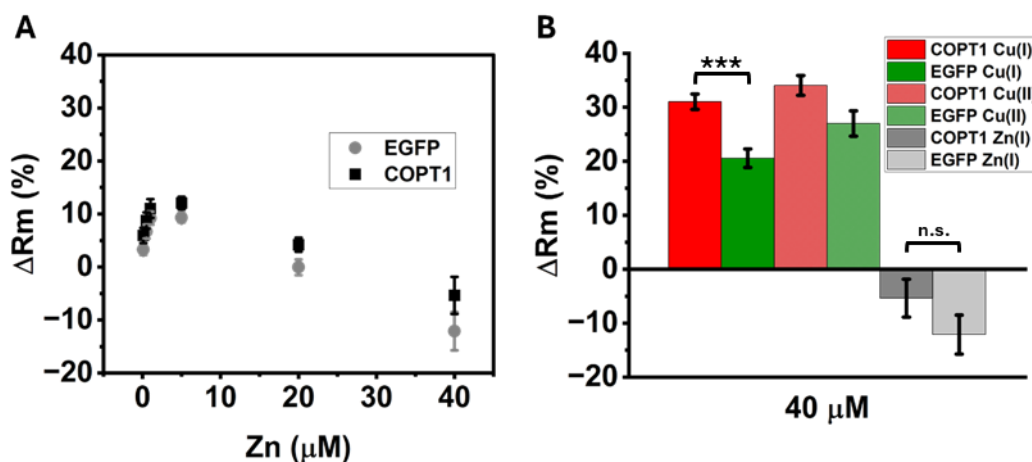 A
ΔRm (%)
40
30
20
10
0
−10
−20
EGFP
COPT1
0
20
40
Zn (μM)
B
ΔRm (%)
40
30
20
10
0
−10
−20
***
n.s.
COPT1 Cu(I)
EGFP Cu(I)
COPT1 Cu(II)
EGFP Cu(II)
COPT1 Zn(I)
EGFP Zn(I)
40 μM